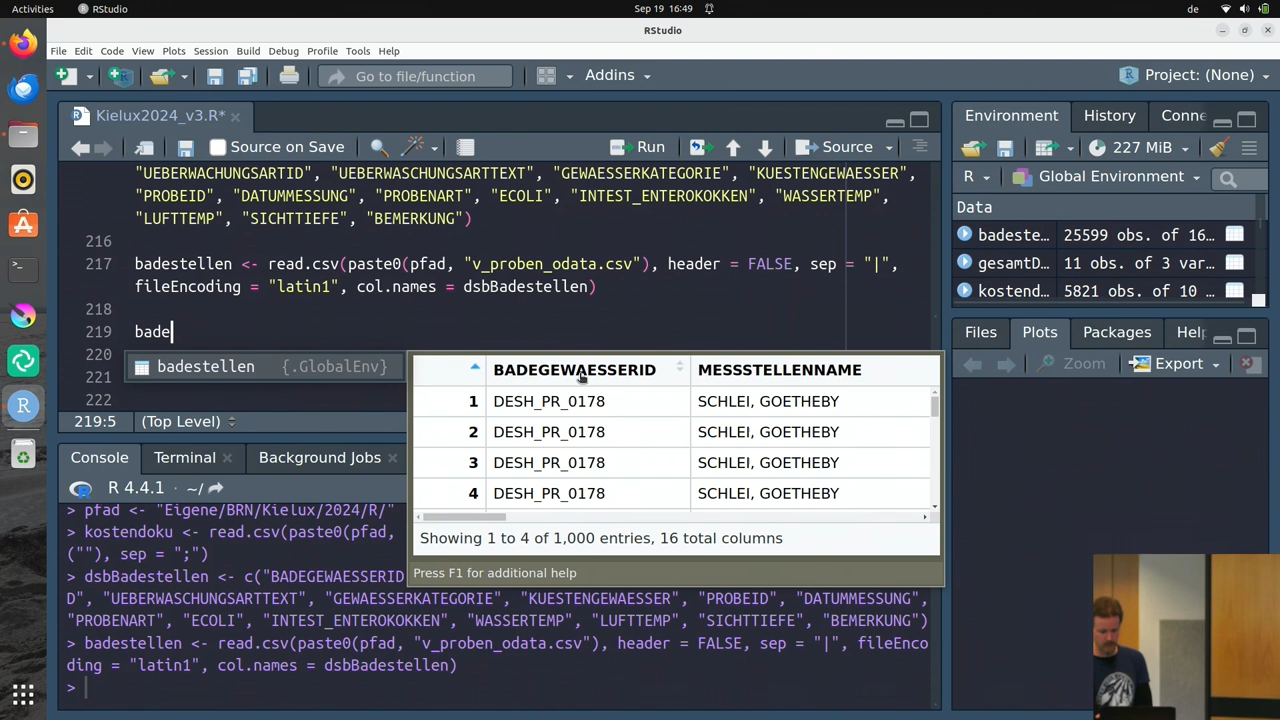 Activities RStudio Sep 19 16:49 de
RStudio
File Edit Code View Plots Session Build Debug Profile Tools Help
Go to file/function Addins Project: (None)
Kielux2024_v3.R*
Source on Save Run Source
"UEBERWACHUNGSARTID", "UEBERWASCHUNGSARTTEXT", "GEWAESSERKATEGORIE", "KUESTENGEWAESSER",
"PROBEID", "DATUMMESSUNG", "PROBENART", "ECOLI", "INTEST_ENTEROKOKKEN", "WASSERTEMP",
"LUFTTEMP", "SICHTTIEFE", "BEMERKUNG")
216
217 badestellen <- read.csv(paste0(pfad, "v_proben_odata.csv"), header = FALSE, sep = "|",
fileEncoding = "latin1", col.names = dsbBadestellen)
218
219 bade
220
221
222
badestellen {.GlobalEnv}
BADEGEWAESSERID MESSSTELLENNAME
1 DESH_PR_0178 SCHLEI, GOETHEBY
2 DESH_PR_0178 SCHLEI, GOETHEBY
3 DESH_PR_0178 SCHLEI, GOETHEBY
4 DESH_PR_0178 SCHLEI, GOETHEBY
Showing 1 to 4 of 1,000 entries, 16 total columns
Press F1 for additional help
219:5 (Top Level)
Console Terminal Background Jobs
R 4.4.1 · ~/
> pfad <- "Eigene/BRN/Kielux/2024/R/"
> kostendoku <- read.csv(paste0(pfad,
(""), sep = ";")
> dsbBadestellen <- c("BADEGEWAESSERID
D", "UEBERWASCHUNGSARTTEXT", "GEWAESSERKATEGORIE", "KUESTENGEWAESSER", "PROBEID", "DATUMMESSUNG",
"PROBENART", "ECOLI", "INTEST_ENTEROKOKKEN", "WASSERTEMP", "LUFTTEMP", "SICHTTIEFE", "BEMERKUNG")
> badestellen <- read.csv(paste0(pfad, "v_proben_odata.csv"), header = FALSE, sep = "|", fileEnco
ding = "latin1", col.names = dsbBadestellen)
>
Environment History Conne
227 MiB
R Global Environment
Data
badeste… 25599 obs. of 16…
gesamtD… 11 obs. of 3 var…
kostend… 5821 obs. of 10 …
Files Plots Packages Help
Zoom Export